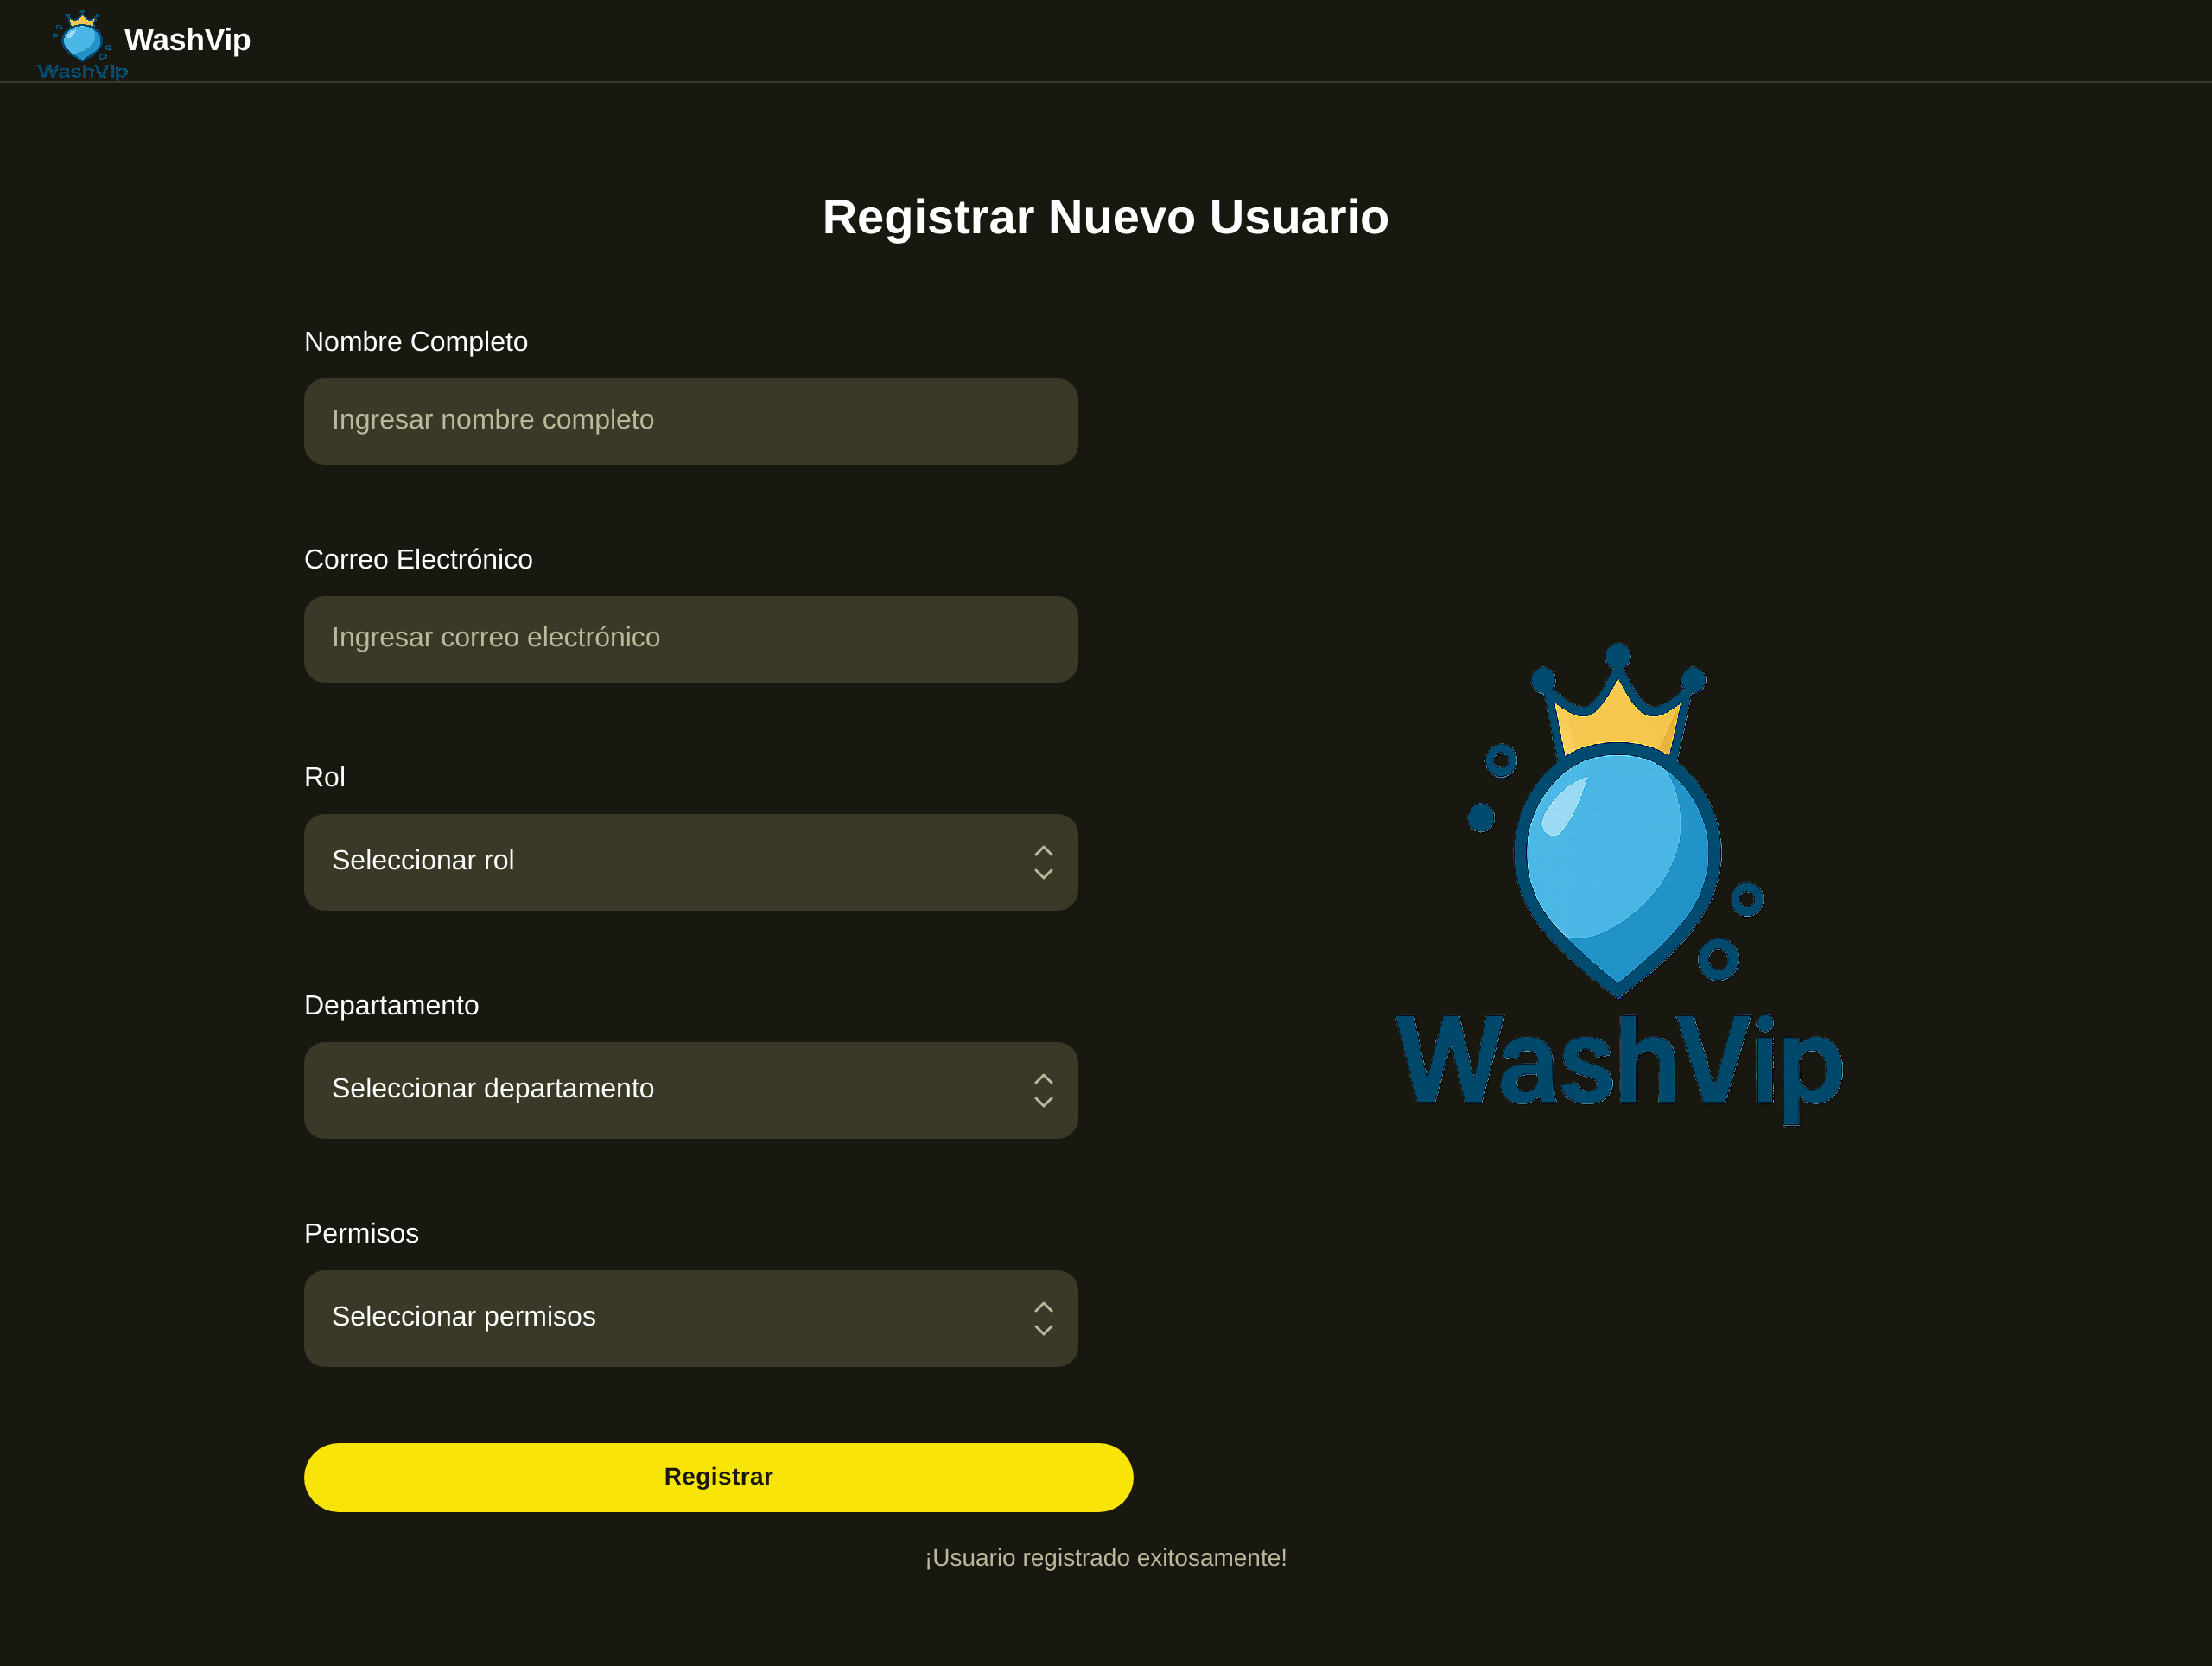 WashVip
WashVip
Registrar Nuevo Usuario
Nombre Completo
Ingresar nombre completo
Correo Electrónico
Ingresar correo electrónico
Rol
Seleccionar rol
Departamento
Seleccionar departamento
Permisos
Seleccionar permisos
WashVip
Registrar
¡Usuario registrado exitosamente!